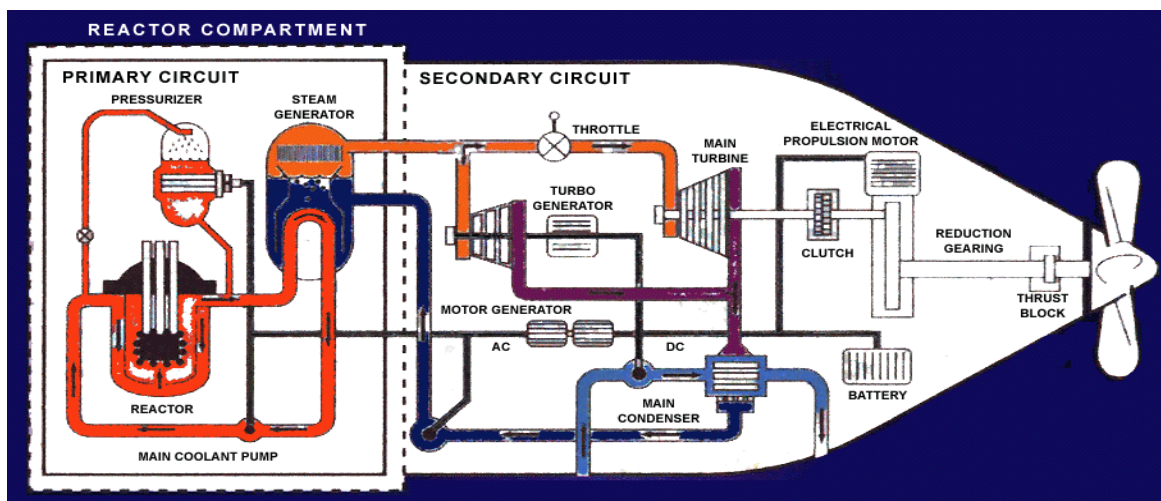 REACTOR COMPARTMENT
PRIMARY CIRCUIT
SECONDARY CIRCUIT
PRESSURIZER
STEAM
GENERATOR
THROTTLE
MAIN
TURBINE
ELECTRICAL
PROPULSION MOTOR
TURBO
GENERATOR
CLUTCH
REDUCTION
GEARING
THRUST
BLOCK
MOTOR GENERATOR
AC
DC
BATTERY
REACTOR
MAIN
CONDENSER
MAIN COOLANT PUMP